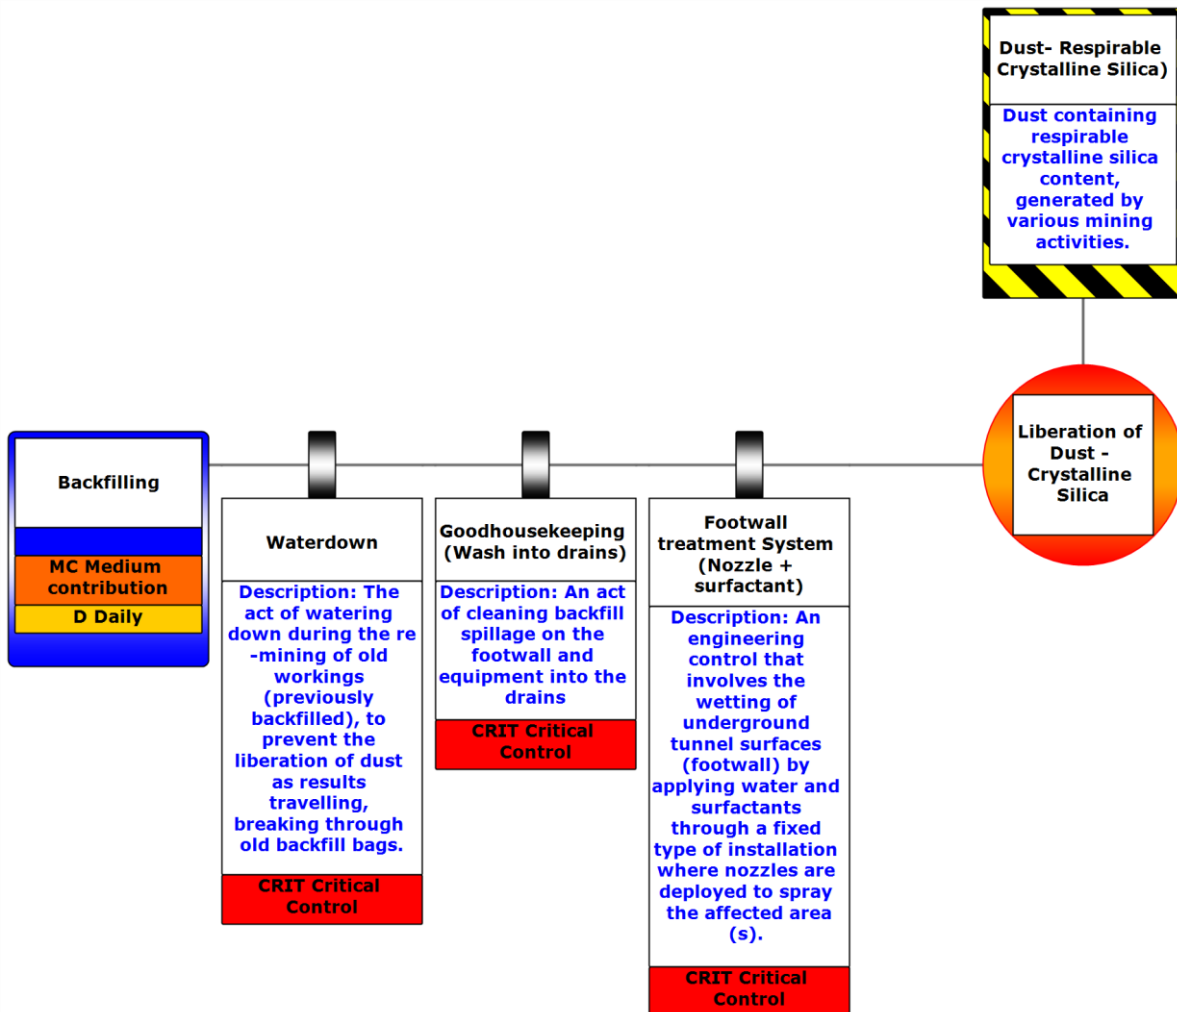 Dust- Respirable
Crystalline Silica)
Dust containing
respirable
crystalline silica
content,
generated by
various mining
activities.
Liberation of
Dust -
Crystalline
Silica
Backfilling
MC Medium
contribution
D Daily
Waterdown
Description: The
act of watering
down during the re
-mining of old
workings
(previously
backfilled), to
prevent the
liberation of dust
as results
travelling,
breaking through
old backfill bags.
CRIT Critical
Control
Goodhousekeeping
(Wash into drains)
Description: An act
of cleaning backfill
spillage on the
footwall and
equipment into the
drains
CRIT Critical
Control
Footwall
treatment System
(Nozzle +
surfactant)
Description: An
engineering
control that
involves the
wetting of
underground
tunnel surfaces
(footwall) by
applying water and
surfactants
through a fixed
type of installation
where nozzles are
deployed to spray
the affected area
(s).
CRIT Critical
Control